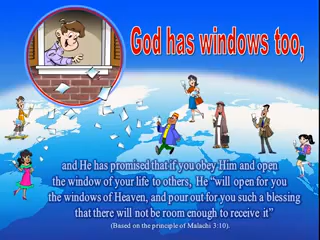 God has windows too,
and He has promised that if you obey Him and open
the window of your life to others, He “will open for you
the windows of Heaven, and pour out for you such a blessing
that there will not be room enough to receive it”
(Based on the principle of Malachi 3:10).